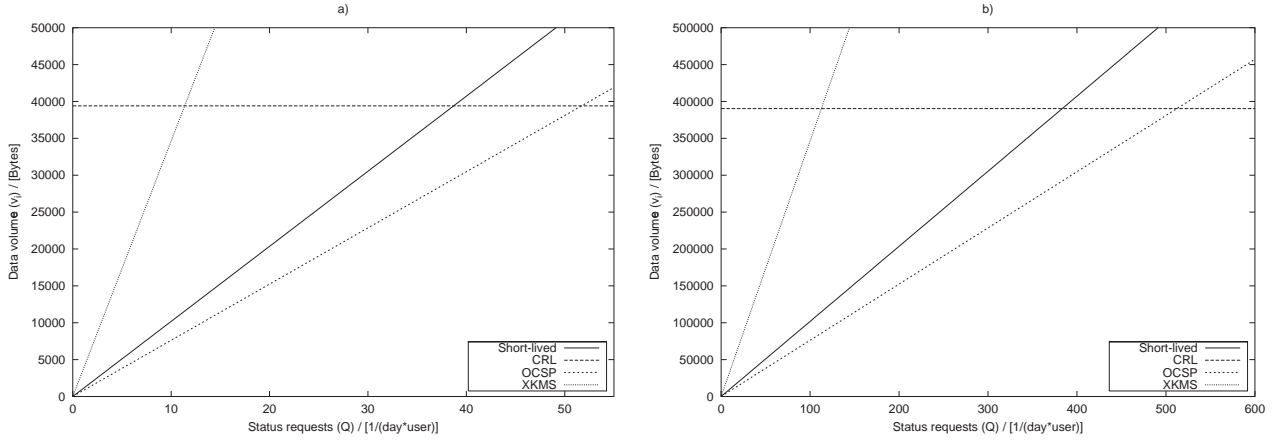 a)
50000
45000
40000
35000
30000
25000
20000
15000
10000
5000
0
Data volume (vi) / [Bytes]
0 10 20 30 40 50
Status requests (Q) / [1/(day*user)]
Short-lived
CRL
OCSP
XKMS
b)
500000
450000
400000
350000
300000
250000
200000
150000
100000
50000
0
Data volume (vi) / [Bytes]
0 100 200 300 400 500 600
Status requests (Q) / [1/(day*user)]
Short-lived
CRL
OCSP
XKMS